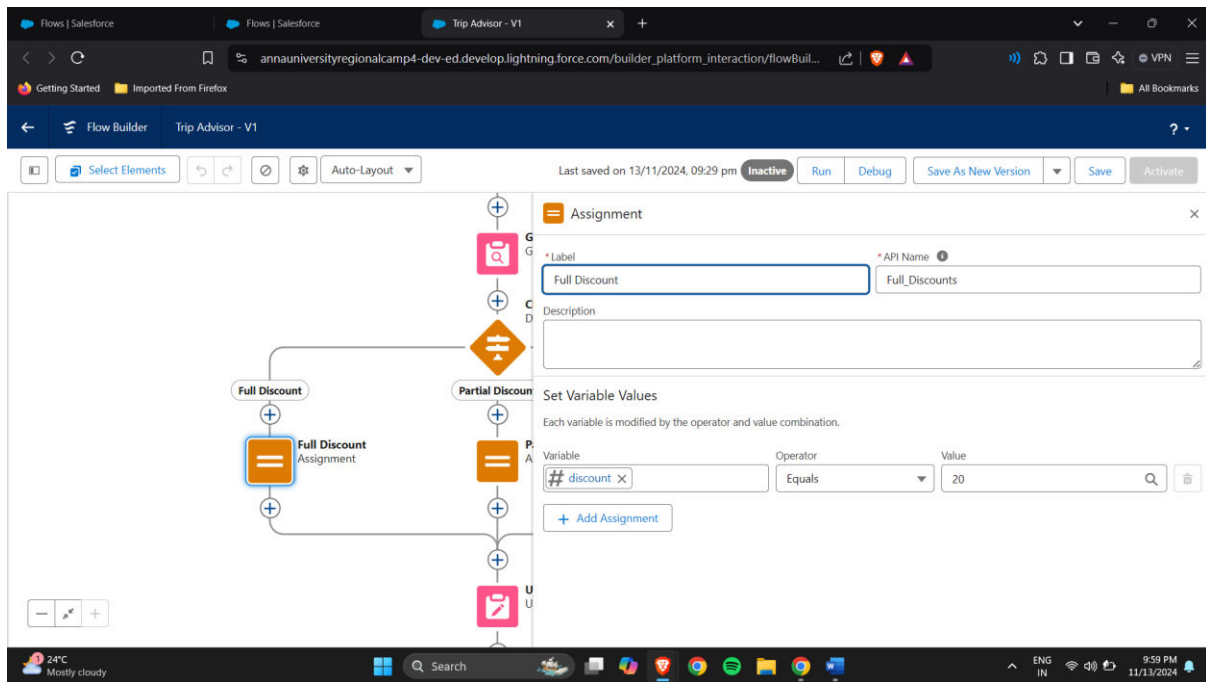 Flows | Salesforce
Flows | Salesforce
Trip Advisor - V1
annauniversityregionalcamp4-dev-ed.develop.lightning.force.com/builder_platform_interaction/flowBuil...
VPN
Getting Started
Imported From Firefox
All Bookmarks
Flow Builder
Trip Advisor - V1
?
Select Elements
Auto-Layout
Last saved on 13/11/2024, 09:29 pm
Inactive
Run
Debug
Save As New Version
Save
Activate
G
G
C
D
Full Discount
Partial Discoun
Full Discount
Assignment
P
A
U
U
Assignment
*Label
*API Name
Full Discount
Full_Discounts
Description
Set Variable Values
Each variable is modified by the operator and value combination.
Variable
Operator
Value
discount
Equals
20
+ Add Assignment
1
24°C
Mostly cloudy
Search
ENG
IN
9:59 PM
11/13/2024